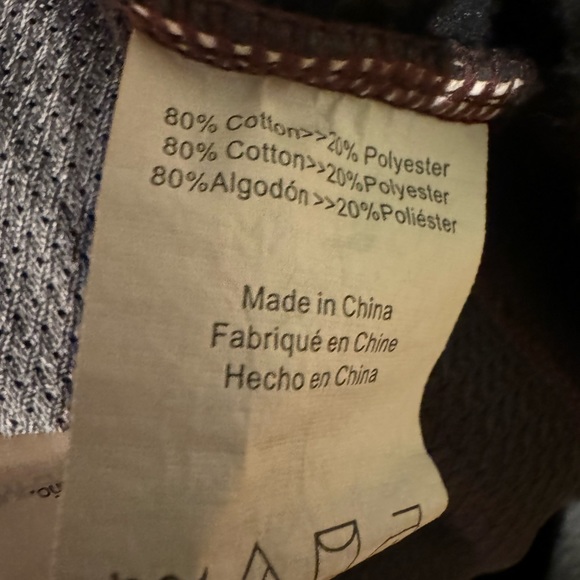 80% Cotton>>20% Polyester
80% Cotton>>20%Polyester
80%Algodón>>20%Poliéster
Made in China
Fabriqué en Chine
Hecho en China